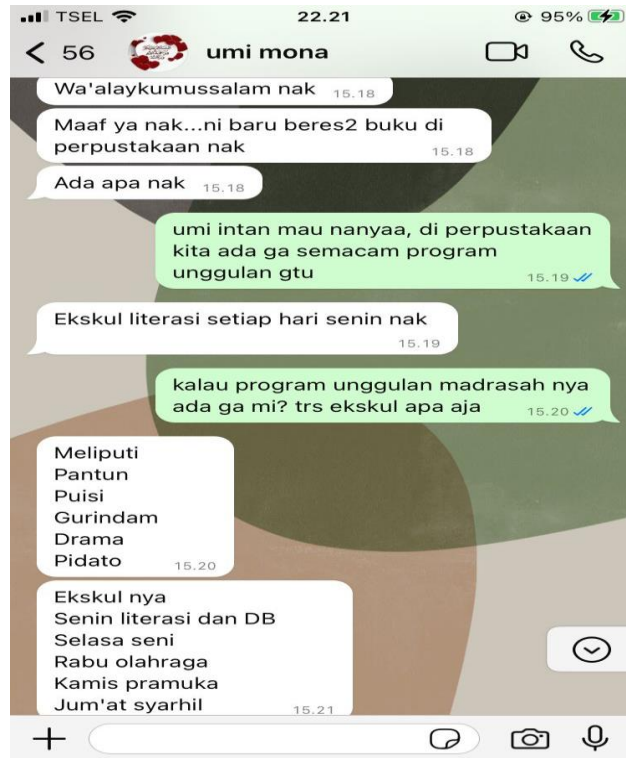 TSEL 22.21 95%
56 umi mona
Wa'alaykumussalam nak 15.18
Maaf ya nak...ni baru beres2 buku di
perpustakaan nak 15.18
Ada apa nak 15.18
umi intan mau nanyaa, di perpustakaan
kita ada ga semacam program
unggulan gtu 15.19
Ekskul literasi setiap hari senin nak
15.19
kalau program unggulan madrasah nya
ada ga mi? trs ekskul apa aja 15.20
Meliputi
Pantun
Puisi
Gurindam
Drama
Pidato 15.20
Ekskul nya
Senin literasi dan DB
Selasa seni
Rabu olahraga
Kamis pramuka
Jum'at syarhil 15.21